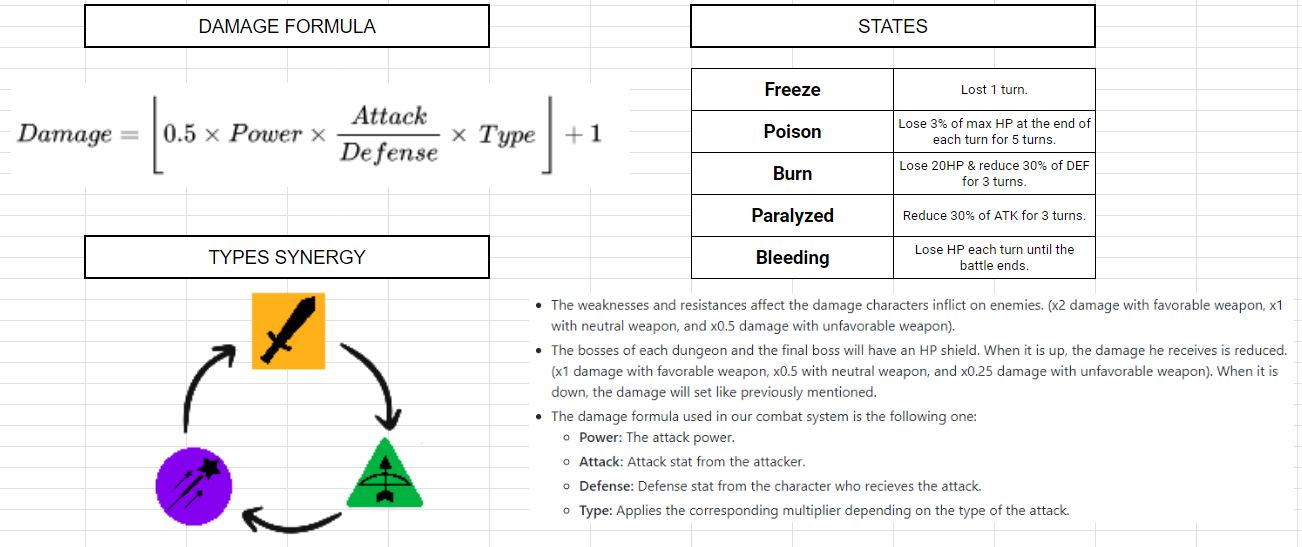 DAMAGE FORMULA
Damage = ⌊0.5 × Power × Attack/Defense × Type⌋ + 1
TYPES SYNERGY
STATES
Freeze Lost 1 turn.
Poison Lose 3% of max HP at the end of
each turn for 5 turns.
Burn Lose 20HP & reduce 30% of DEF
for 3 turns.
Paralyzed Reduce 30% of ATK for 3 turns.
Bleeding Lose HP each turn until the
battle ends.
• The weaknesses and resistances affect the damage characters inflict on enemies. (x2 damage with favorable weapon, x1
with neutral weapon, and x0.5 damage with unfavorable weapon).
• The bosses of each dungeon and the final boss will have an HP shield. When it is up, the damage he receives is reduced.
(x1 damage with favorable weapon, x0.5 with neutral weapon, and x0.25 damage with unfavorable weapon). When it is
down, the damage will set like previously mentioned.
• The damage formula used in our combat system is the following one:
○ Power: The attack power.
○ Attack: Attack stat from the attacker.
○ Defense: Defense stat from the character who recieves the attack.
○ Type: Applies the corresponding multiplier depending on the type of the attack.